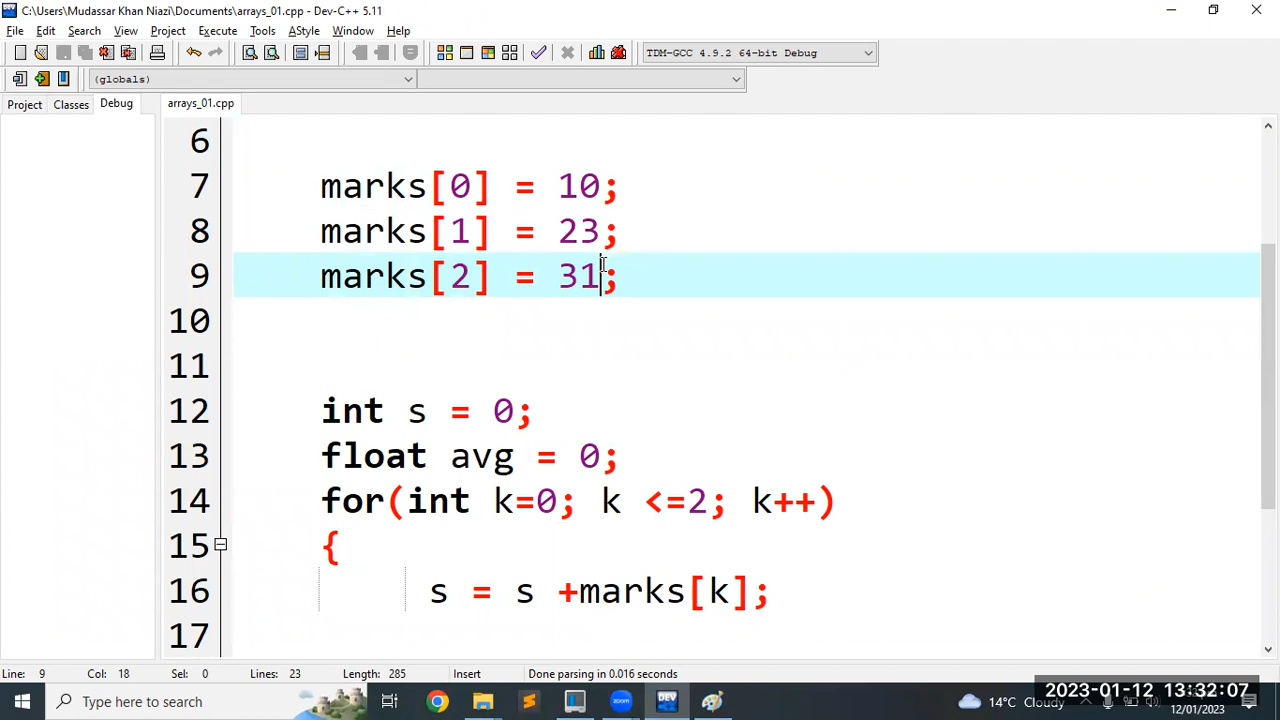 C:\Users\Mudassar Khan Niazi\Documents\arrays_01.cpp - Dev-C++ 5.11
File Edit Search View Project Execute Tools AStyle Window Help
TDM-GCC 4.9.2 64-bit Debug
(globals)
Project Classes Debug arrays_01.cpp
6
7 marks[0] = 10;
8 marks[1] = 23;
9 marks[2] = 31;
10
11
12 int s = 0;
13 float avg = 0;
14 for(int k=0; k <=2; k++)
15 {
16 s = s +marks[k];
17
Line: 9 Col: 18 Sel: 0 Lines: 23 Length: 285 Insert Done parsing in 0.016 seconds
Type here to search zoom DEV 14°C Cloudy 2023-01-12 13:32:07
12/01/2023